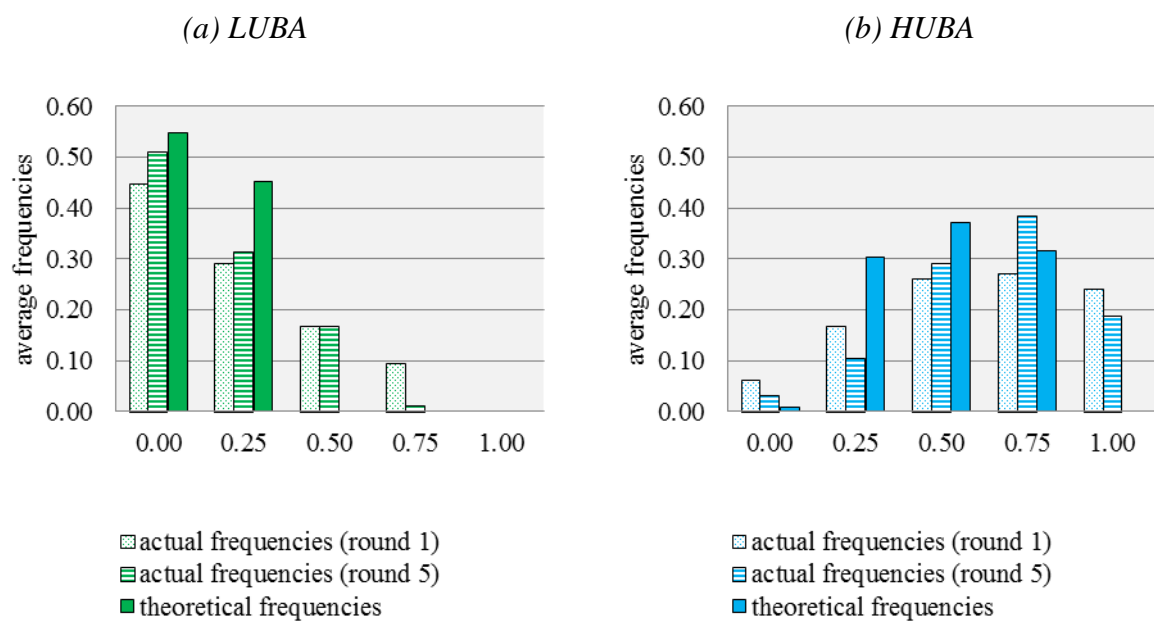 (a) LUBA
average frequencies
0.60
0.50
0.40
0.30
0.20
0.10
0.00
0.00 0.25 0.50 0.75 1.00
actual frequencies (round 1)
actual frequencies (round 5)
theoretical frequencies
(b) HUBA
average frequencies
0.60
0.50
0.40
0.30
0.20
0.10
0.00
0.00 0.25 0.50 0.75 1.00
actual frequencies (round 1)
actual frequencies (round 5)
theoretical frequencies